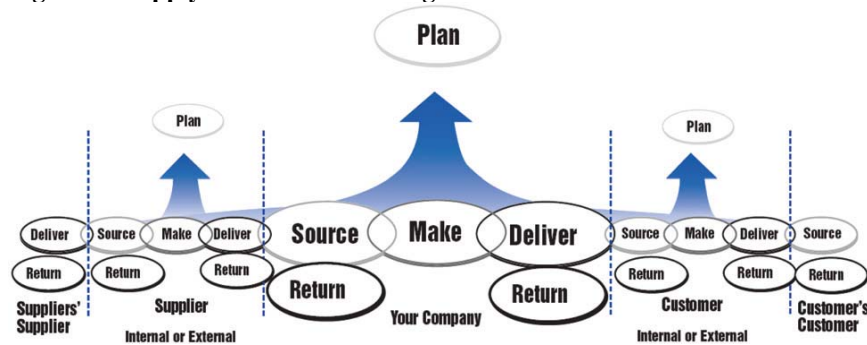 Plan
Plan
Plan
Deliver
Source
Make
Deliver
Source
Make
Deliver
Source
Make
Deliver
Source
Return
Return
Return
Return
Return
Return
Return
Return
Suppliers'
Supplier
Supplier
Internal or External
Your Company
Customer
Internal or External
Customer's
Customer